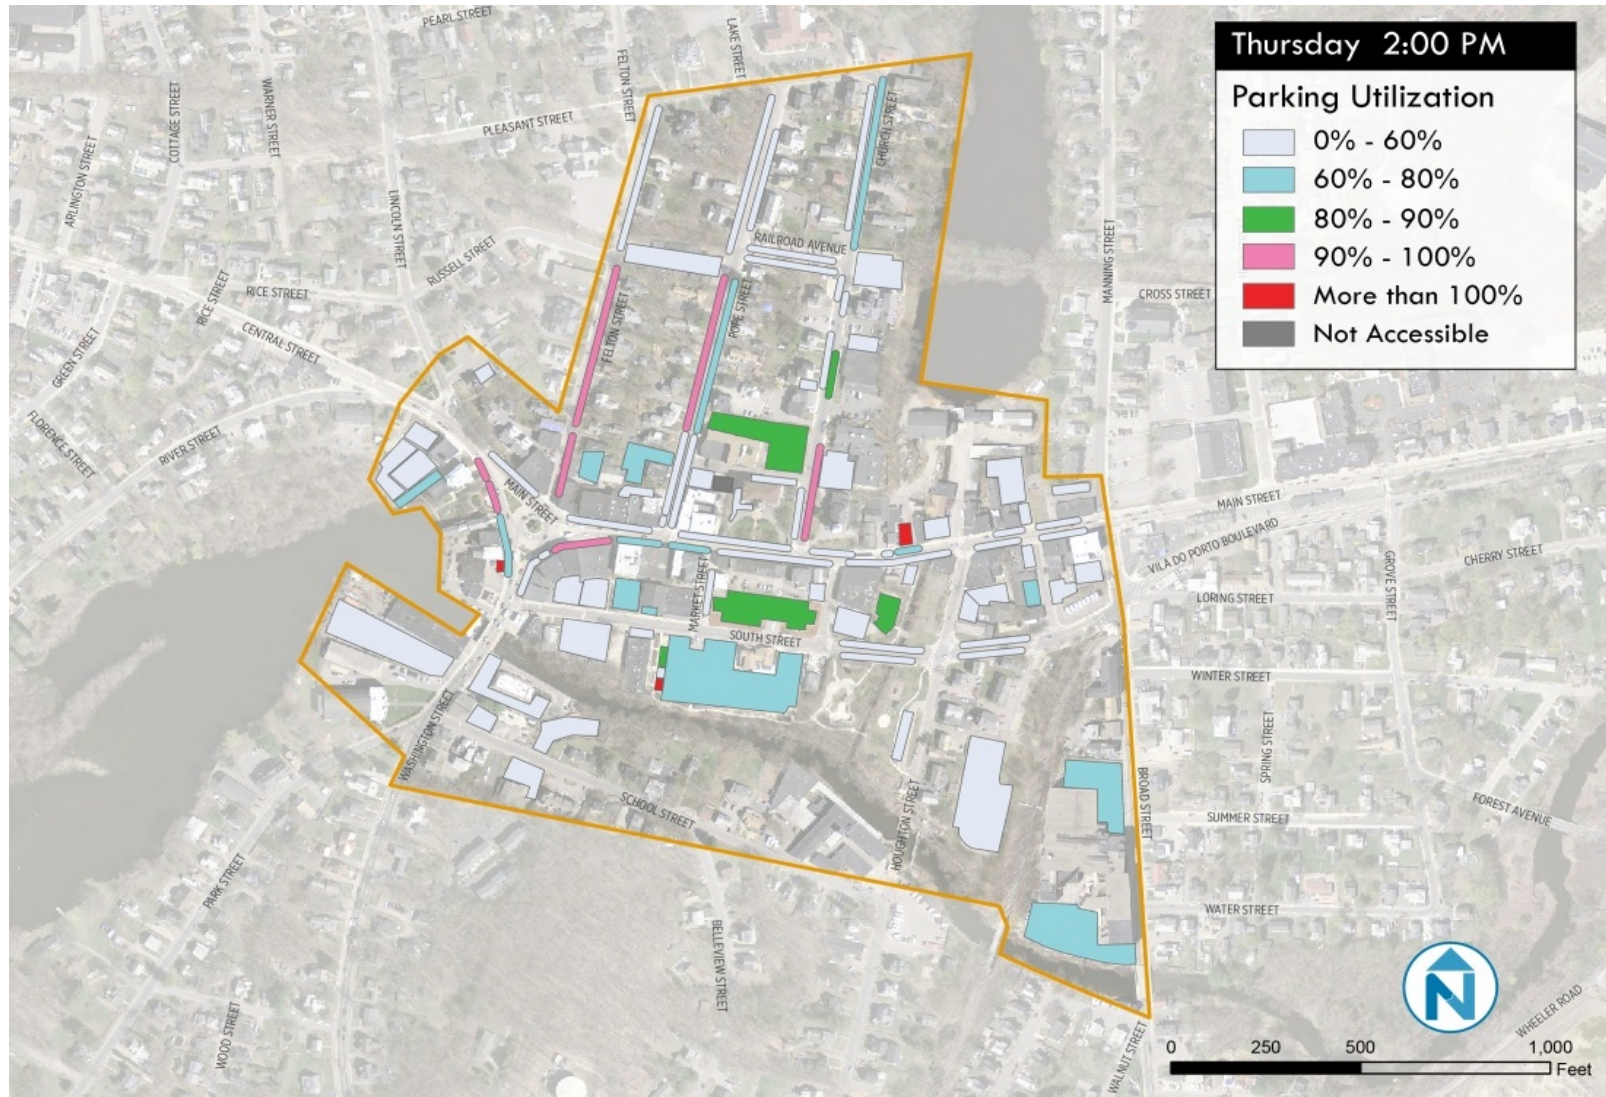 Thursday 2:00 PM
Parking Utilization
0% - 60%
60% - 80%
80% - 90%
90% - 100%
More than 100%
Not Accessible
PEARL STREET
LAKE STREET
FELTON STREET
COTTAGE STREET
WARNER STREET
PLEASANT STREET
CHURCH STREET
ARLINGTON STREET
LINCOLN STREET
RUSSELL STREET
RAILROAD AVENUE
MANNING STREET
RICE STREET
RICE STREET
CROSS STREET
POPE STREET
FELTON STREET
CENTRAL STREET
GREEN STREET
FLORENCE STREET
RIVER STREET
MAIN STREET
MAIN STREET
VILA DO PORTO BOULEVARD
CHERRY STREET
GROVE STREET
MARKET STREET
LORING STREET
SOUTH STREET
WINTER STREET
WASHINGTON STREET
SPRING STREET
BROAD STREET
SCHOOL STREET
HOUGHTON STREET
SUMMER STREET
FOREST AVENUE
PARK STREET
WATER STREET
BELLEVIEW STREET
WOOD STREET
WALNUT STREET
WHEELER ROAD
N
0 250 500 1,000
Feet